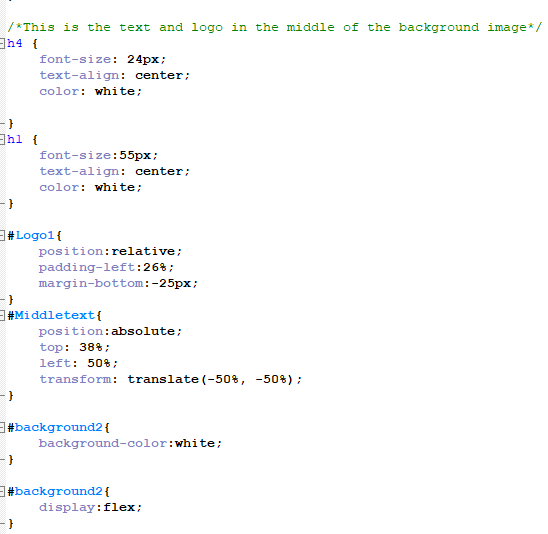 /*This is the text and logo in the middle of the background image*/
h4 {
font-size: 24px;
text-align: center;
color: white;
}
h1 {
font-size:55px;
text-align: center;
color: white;
}
#Logo1{
position:relative;
padding-left:26%;
margin-bottom:-25px;
}
#Middletext{
position:absolute;
top: 38%;
left: 50%;
transform: translate(-50%, -50%);
}
#background2{
background-color:white;
}
#background2{
display:flex;
}